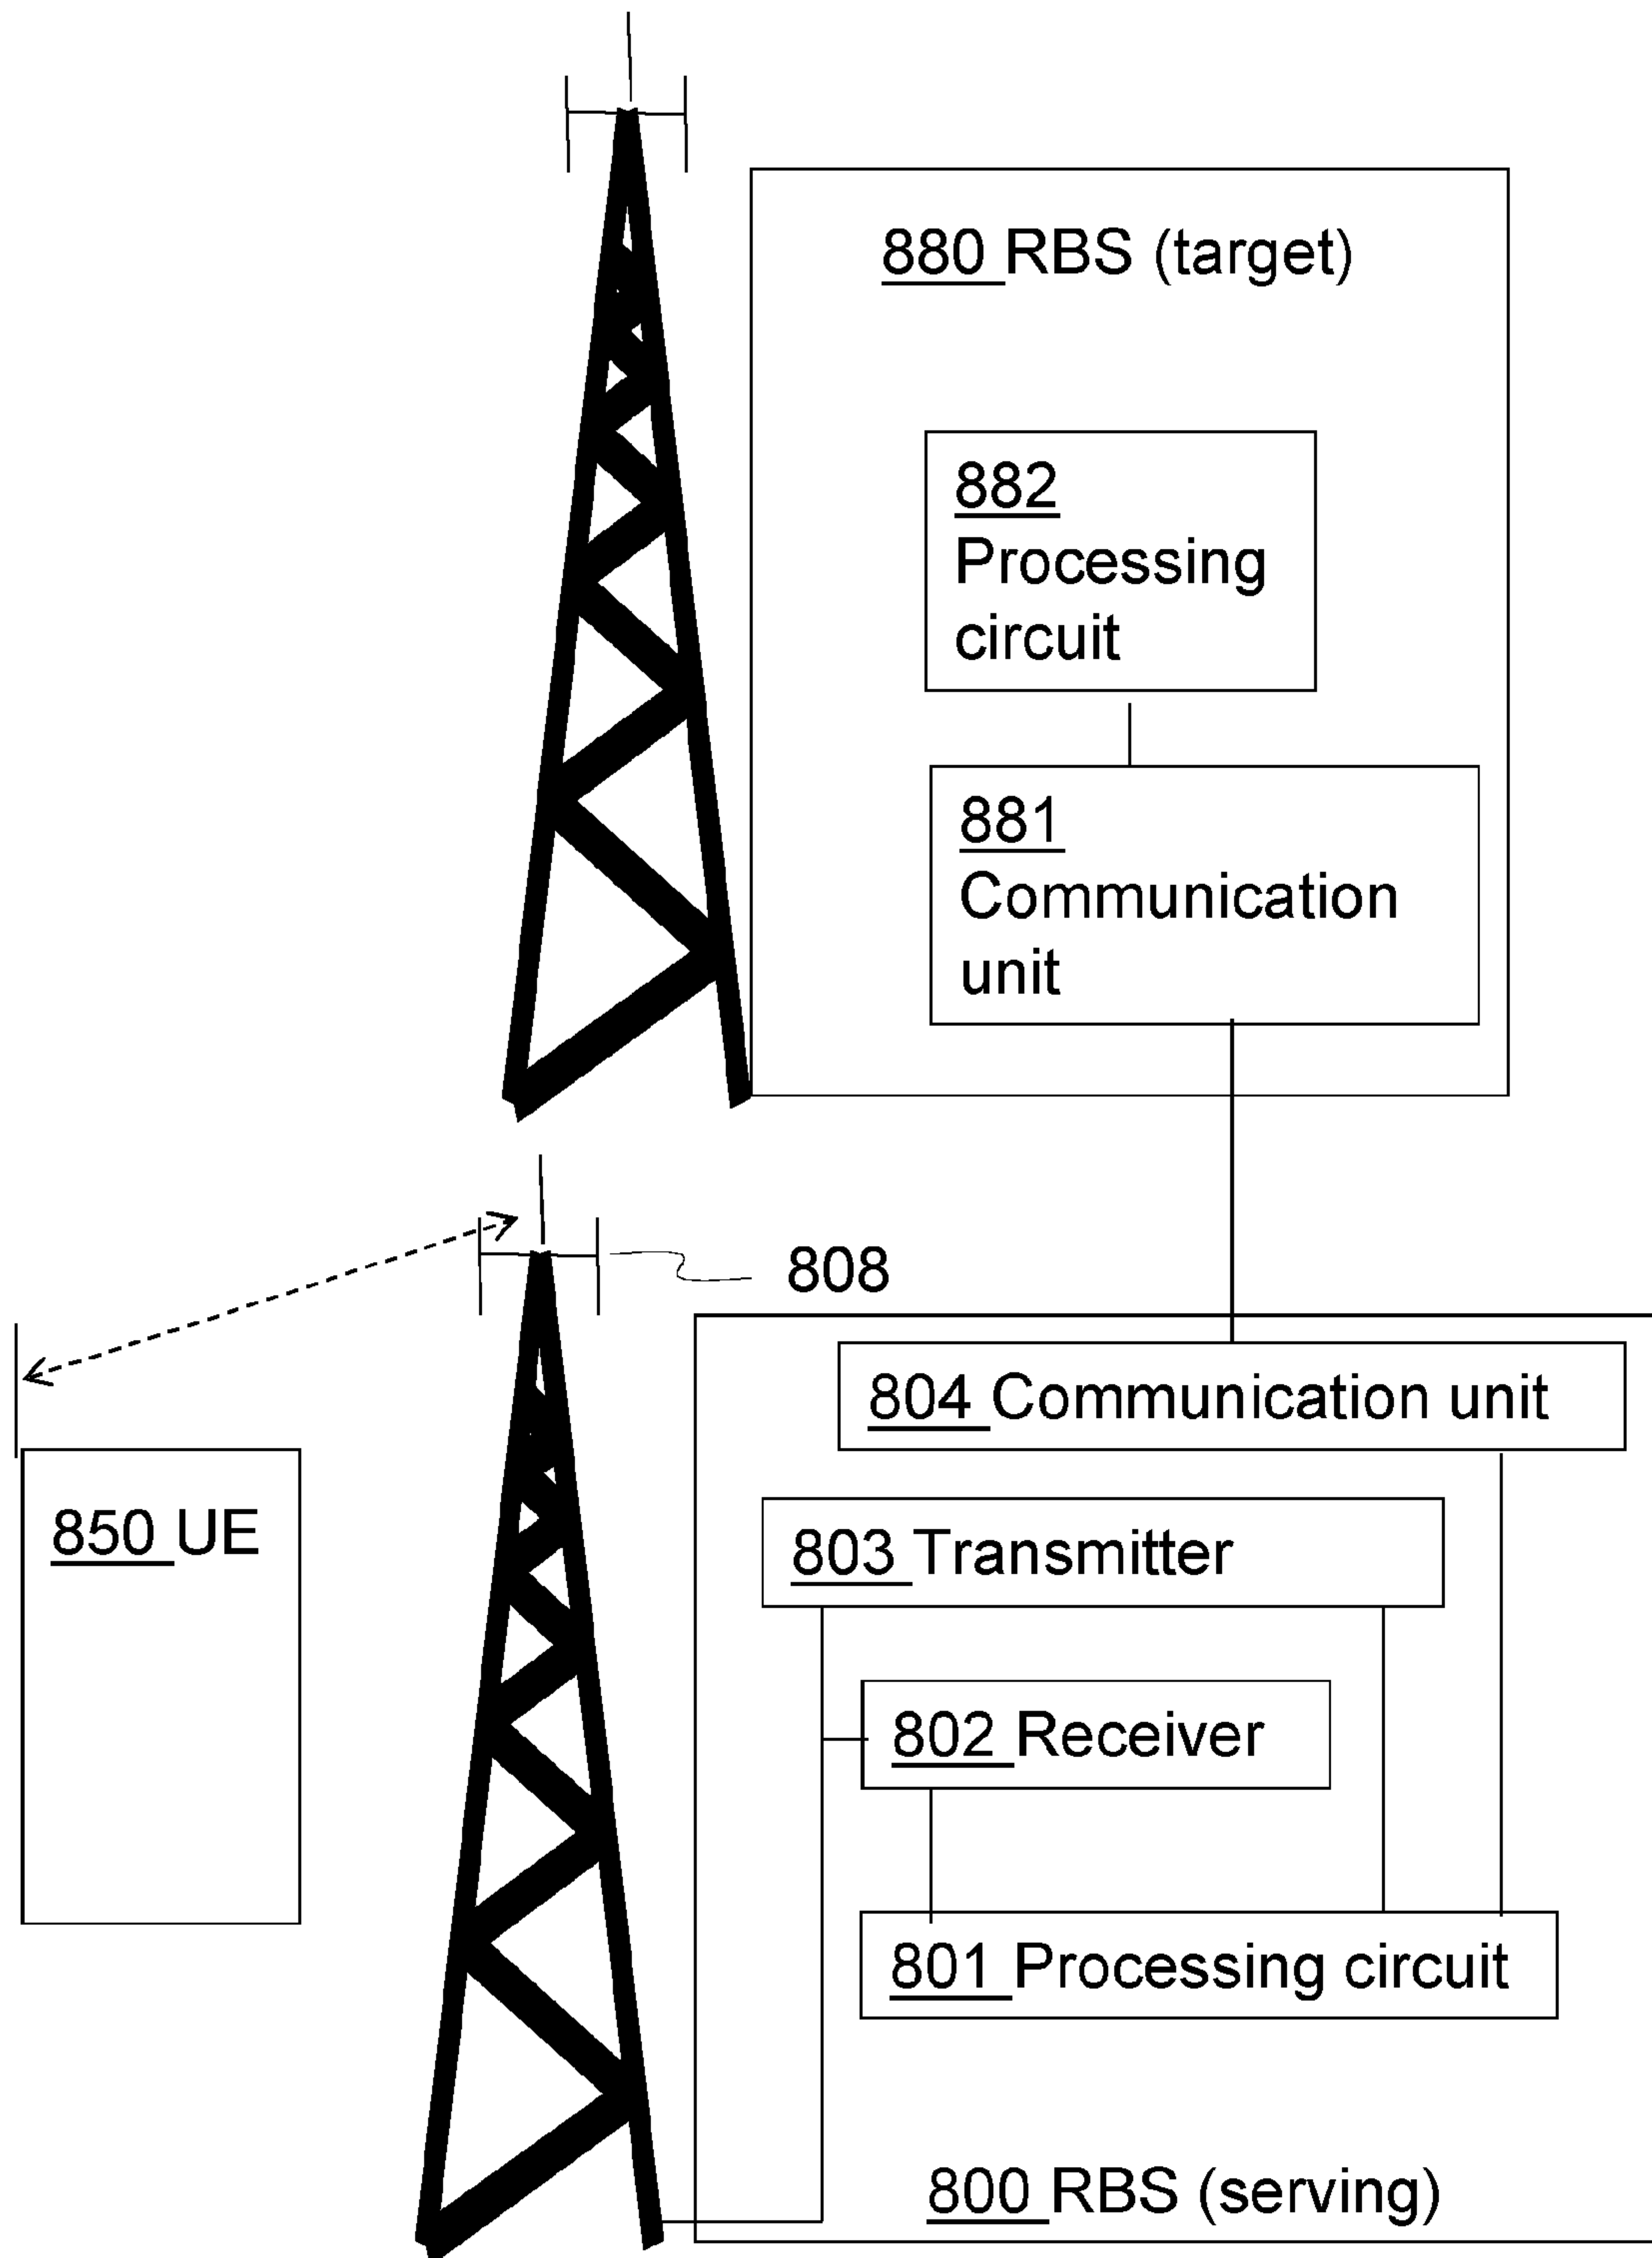 880 RBS (target)
882
Processing
circuit
881
Communication
unit
808
804 Communication unit
850 UE
803 Transmitter
802 Receiver
801 Processing circuit
800 RBS (serving)